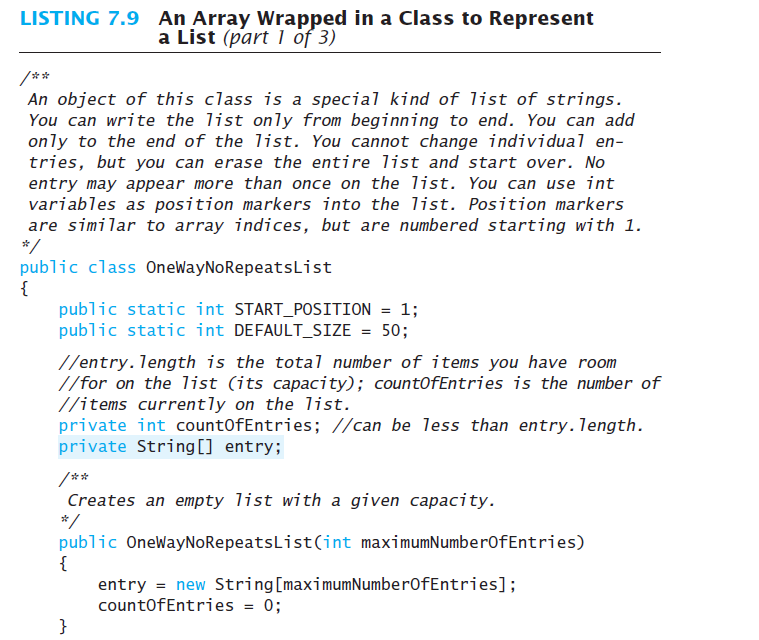 LISTING 7.9 An Array Wrapped in a Class to Represent
a List (part 1 of 3)
/**
An object of this class is a special kind of list of strings.
You can write the list only from beginning to end. You can add
only to the end of the list. You cannot change individual en-
tries, but you can erase the entire list and start over. No
entry may appear more than once on the list. You can use int
variables as position markers into the list. Position markers
are similar to array indices, but are numbered starting with 1.
*/
public class OneWayNoRepeatsList
{
public static int START_POSITION = 1;
public static int DEFAULT_SIZE = 50;
//entry.length is the total number of items you have room
//for on the list (its capacity); countOfEntries is the number of
//items currently on the list.
private int countOfEntries; //can be less than entry.length.
private String[] entry;
/**
Creates an empty list with a given capacity.
*/
public OneWayNoRepeatsList(int maximumNumberOfEntries)
{
entry = new String[maximumNumberOfEntries];
countOfEntries = 0;
}